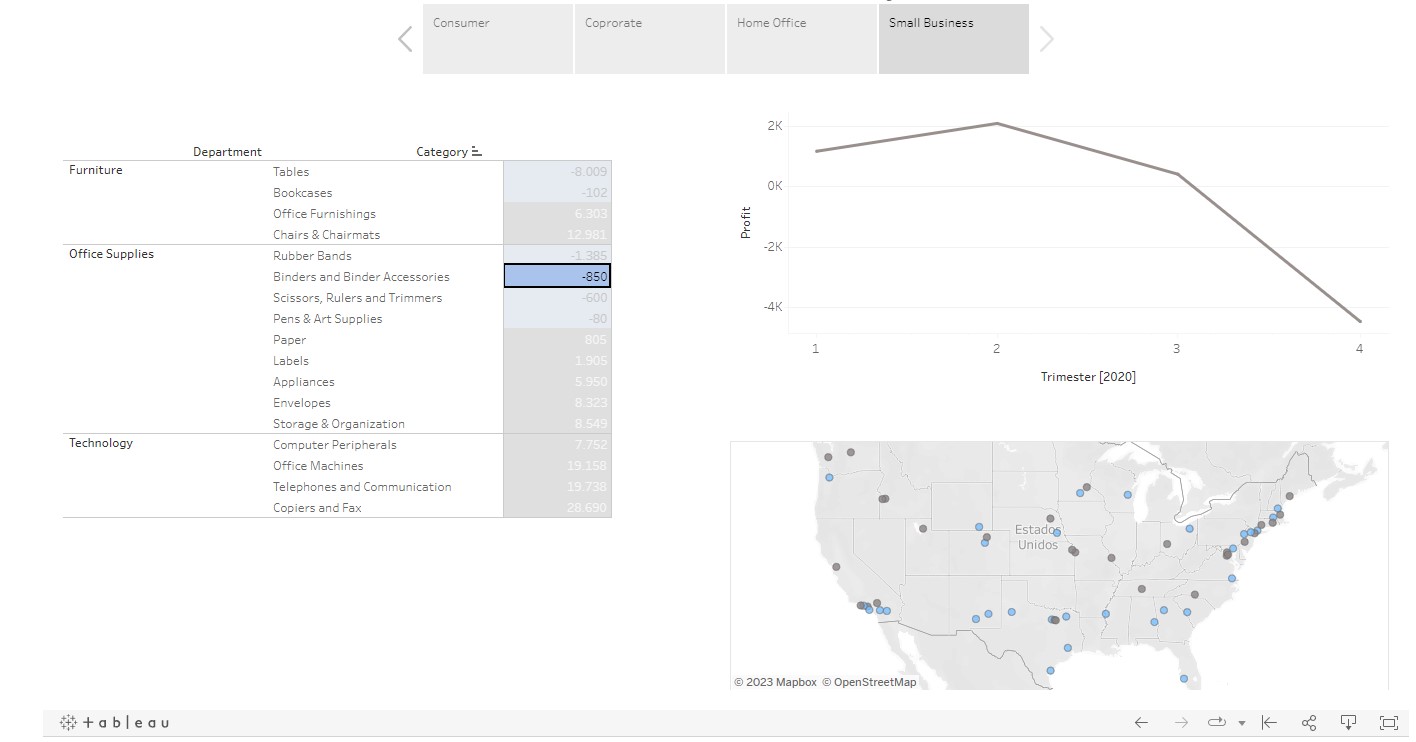 Consumer
Coprorate
Home Office
Small Business
Department Category
Furniture Tables -8.009
Bookcases -102
Office Furnishings 6.303
Chairs & Chairmats 12.981
Office Supplies Rubber Bands -1.385
Binders and Binder Accessories -850
Scissors, Rulers and Trimmers -600
Pens & Art Supplies -80
Paper 805
Labels 1.905
Appliances 5.950
Envelopes 8.323
Storage & Organization 8.549
Technology Computer Peripherals 7.752
Office Machines 19.158
Telephones and Communication 19.738
Copiers and Fax 28.690
Profit
2K
0K
-2K
-4K
1 2 3 4
Trimester [2020]
Estados
Unidos
© 2023 Mapbox © OpenStreetMap
+ a b l e a u